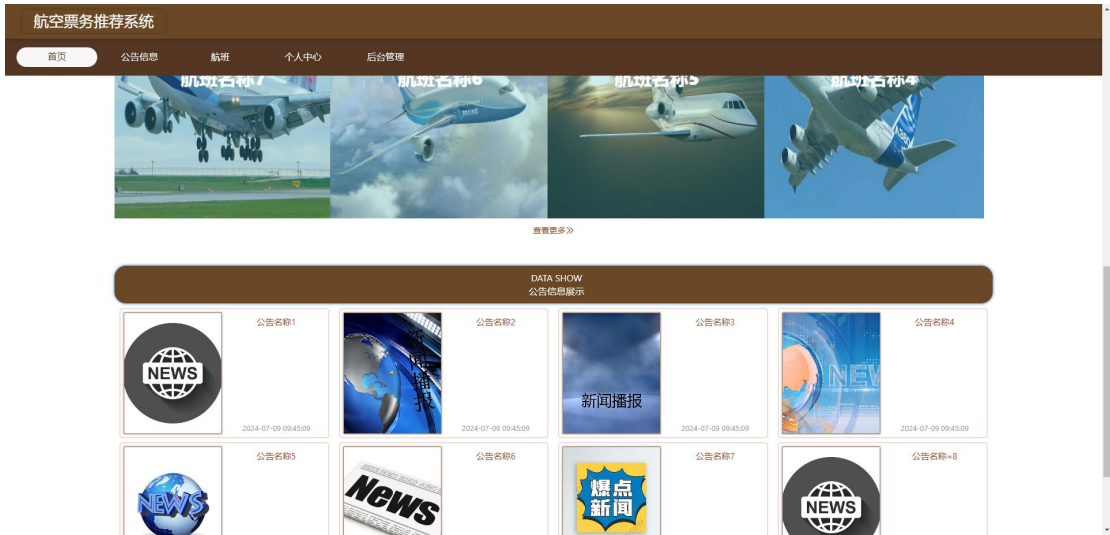 航空票务推荐系统
首页 公告信息 航班 个人中心 后台管理
航班名称7 航班名称6 航班名称5 航班名称4
查看更多
DATA SHOW
公告信息展示
公告名称1 公告名称2 公告名称3 公告名称4
NEWS 新闻播报 新闻播报 NEW
2024-07-09 09:45:09 2024-07-09 09:45:09 2024-07-09 09:45:09 2024-07-09 09:45:09
公告名称5 公告名称6 公告名称7 公告名称=8
NEWS News 爆点 NEWS
新闻